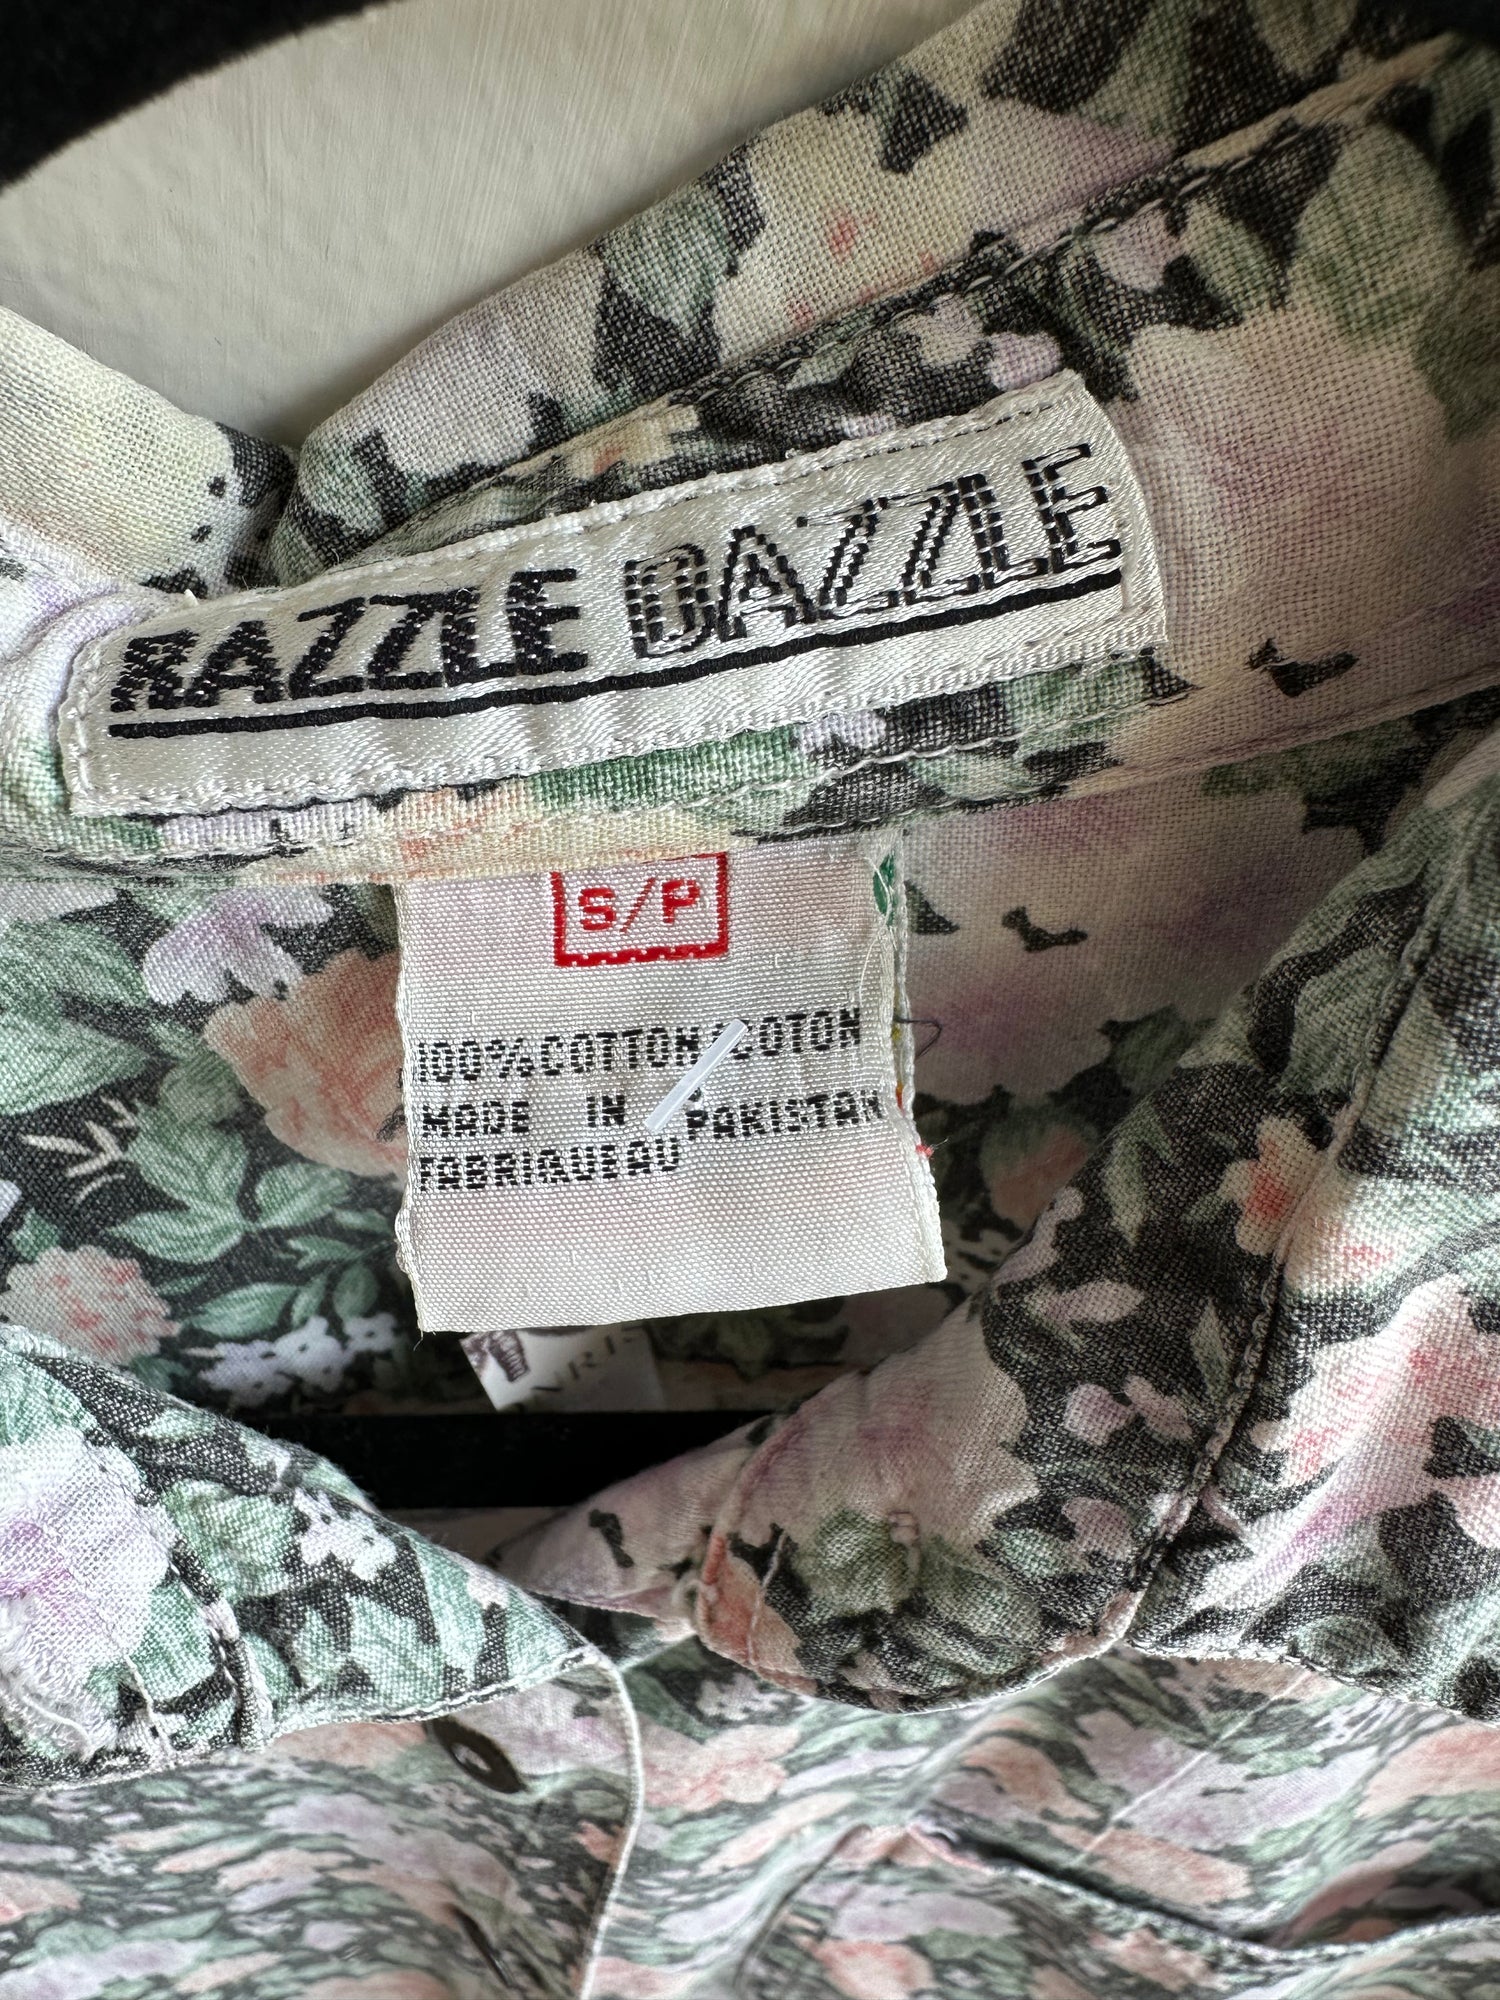 RAZZLE DAZZLE
S/P
100% COTTON/COTON
MADE IN PAKISTAN
FABRIQUE AU